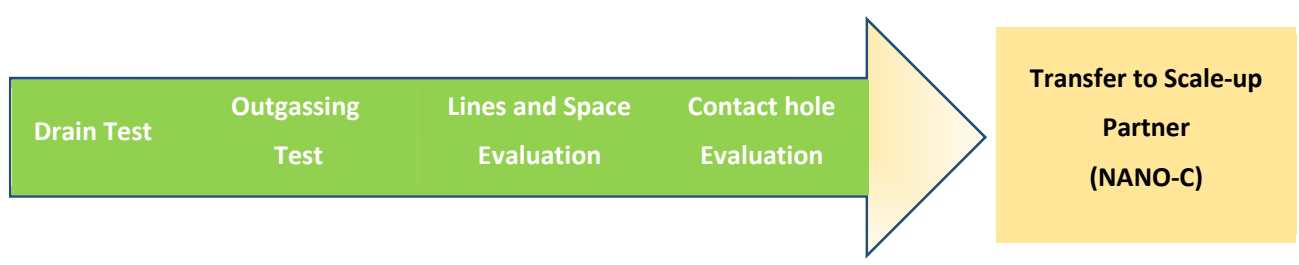 Drain Test
Outgassing
Test
Lines and Space
Evaluation
Contact hole
Evaluation
Transfer to Scale-up
Partner
(NANO-C)